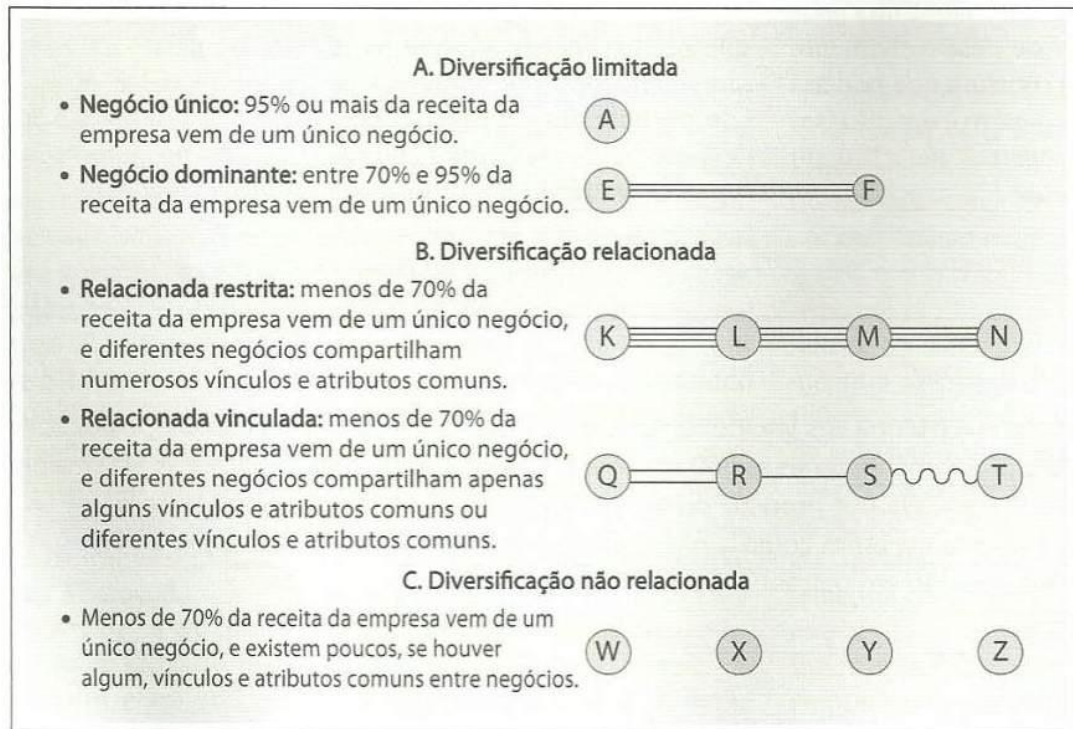 A. Diversificação limitada
• Negócio único: 95% ou mais da receita da
empresa vem de um único negócio.
A
• Negócio dominante: entre 70% e 95% da
receita da empresa vem de um único negócio.
E F
B. Diversificação relacionada
• Relacionada restrita: menos de 70% da
receita da empresa vem de um único negócio,
e diferentes negócios compartilham
numerosos vínculos e atributos comuns.
K L M N
• Relacionada vinculada: menos de 70% da
receita da empresa vem de um único negócio,
e diferentes negócios compartilham apenas
alguns vínculos e atributos comuns ou
diferentes vínculos e atributos comuns.
Q R S T
C. Diversificação não relacionada
• Menos de 70% da receita da empresa vem de um
único negócio, e existem poucos, se houver
algum, vínculos e atributos comuns entre negócios.
W X Y Z